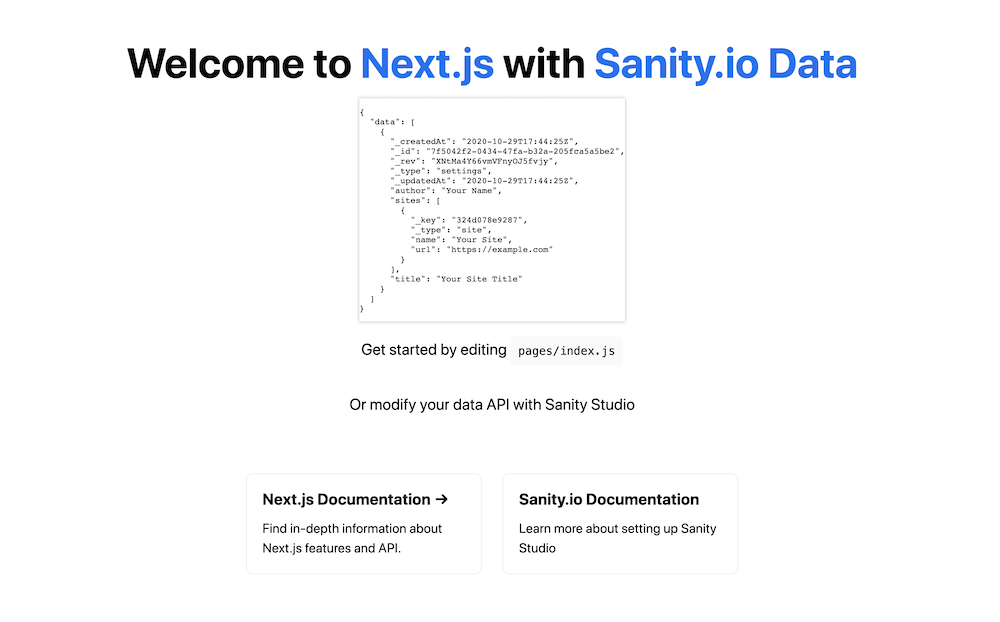 Welcome to Next.js with Sanity.io Data
{
  "data": [
    {
      "_createdAt": "2020-10-29T17:44:25Z",
      "_id": "7f5042f2-0434-47fa-b32a-205fca5a5be2",
      "_rev": "XNtMa4Y66vmVFnyOJ5fvjy",
      "_type": "settings",
      "_updatedAt": "2020-10-29T17:44:25Z",
      "author": "Your Name",
      "sites": [
        {
          "_key": "324d078e9287",
          "_type": "site",
          "name": "Your Site",
          "url": "https://example.com"
        }
      ],
      "title": "Your Site Title"
    }
  ]
}
Get started by editing pages/index.js
Or modify your data API with Sanity Studio
Next.js Documentation →
Find in-depth information about
Next.js features and API.
Sanity.io Documentation
Learn more about setting up Sanity
Studio